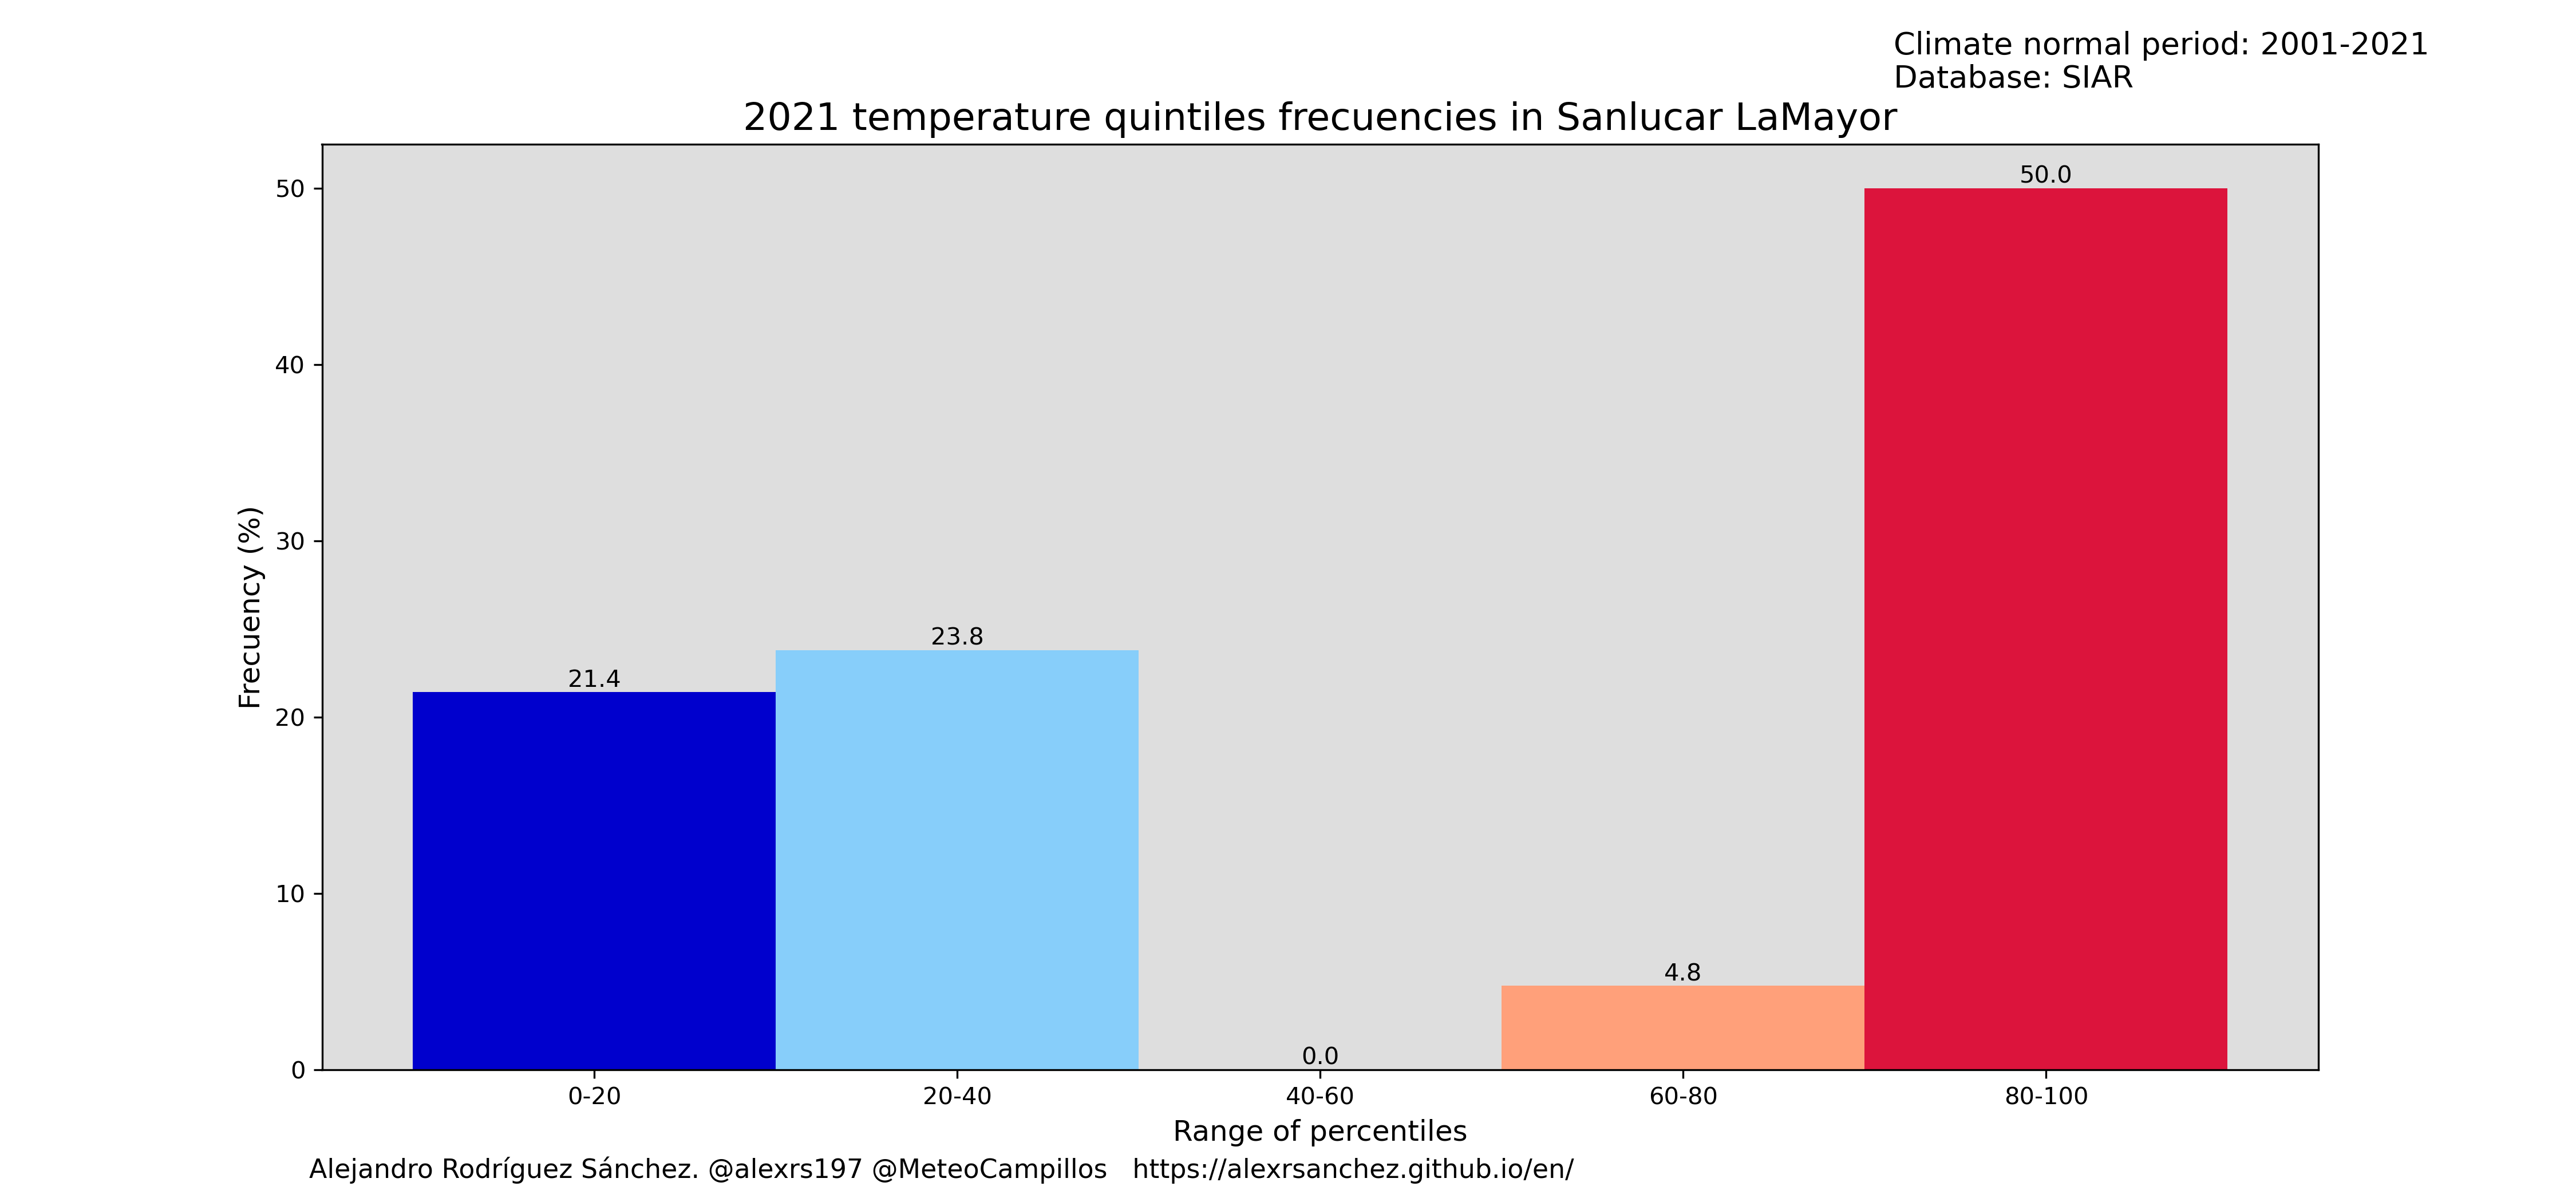 Climate normal period: 2001-2021
Database: SIAR
2021 temperature quintiles frecuencies in Sanlucar LaMayor
Frecuency (%)
50
40
30
20
10
0
21.4
23.8
0.0
4.8
50.0
0-20
20-40
40-60
60-80
80-100
Range of percentiles
Alejandro Rodríguez Sánchez. @alexrs197 @MeteoCampillos   https://alexrsanchez.github.io/en/